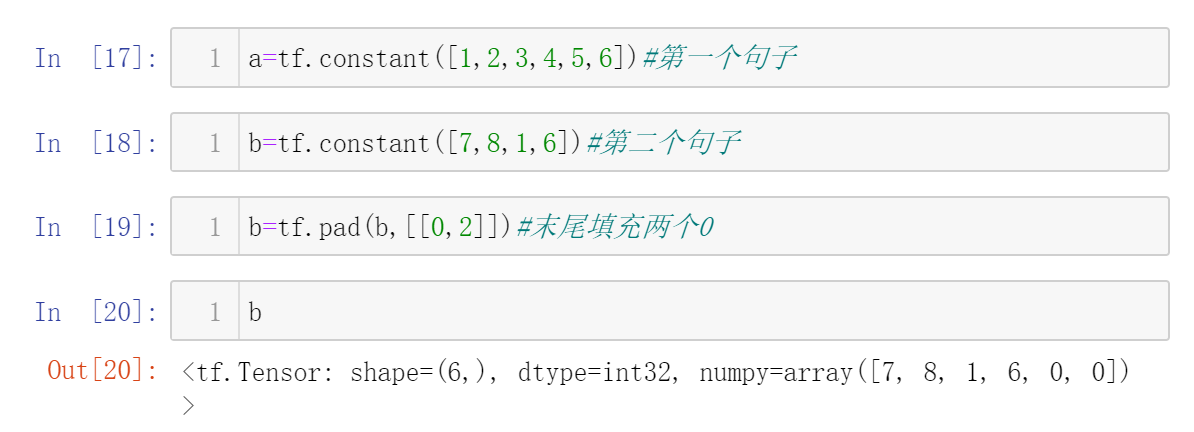 In [17]: 1 a=tf.constant([1,2,3,4,5,6])#第一个句子
In [18]: 1 b=tf.constant([7,8,1,6])#第二个句子
In [19]: 1 b=tf.pad(b,[[0,2]])#末尾填充两个0
In [20]: 1 b
Out[20]: <tf.Tensor: shape=(6,), dtype=int32, numpy=array([7, 8, 1, 6, 0, 0])
>